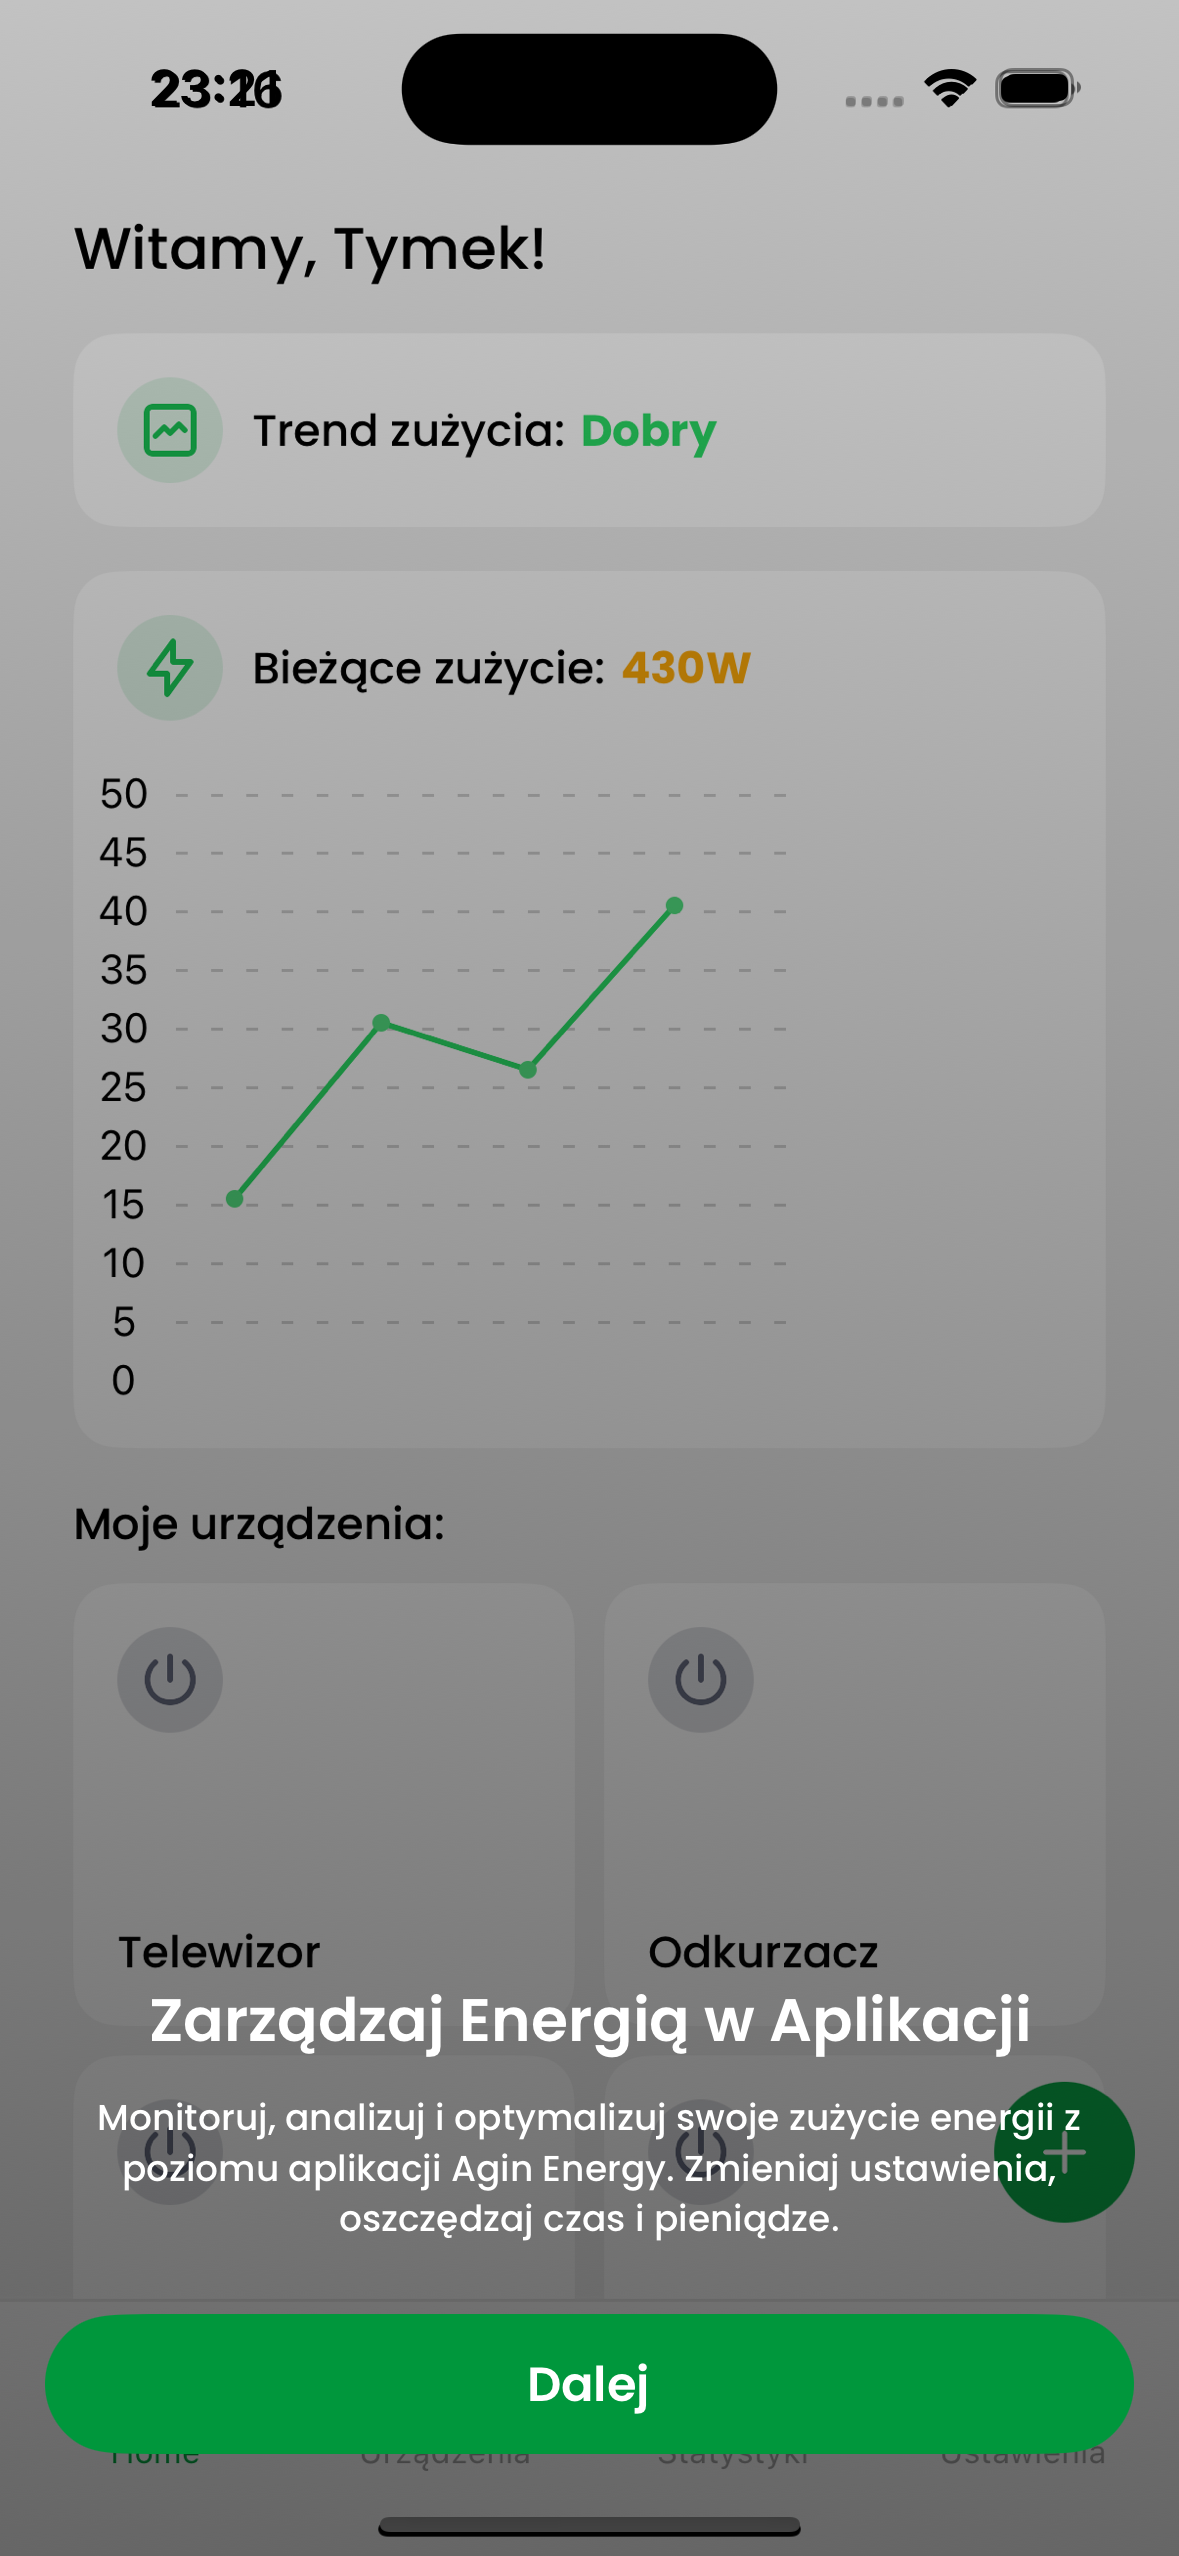 Witamy, Tymek!
Trend zużycia: Dobry
Bieżące zużycie: 430W
50
45
40
35
30
25
20
15
10
5
0
Moje urządzenia:
Telewizor
Odkurzacz
Zarządzaj Energią w Aplikacji
Monitoruj, analizuj i optymalizuj swoje zużycie energii z
poziomu aplikacji Agin Energy. Zmieniaj ustawienia,
oszczędzaj czas i pieniądze.
Dalej
Home
Urządzenia
Statystyki
Ustawienia